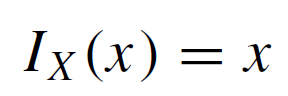 I_X(x) = x